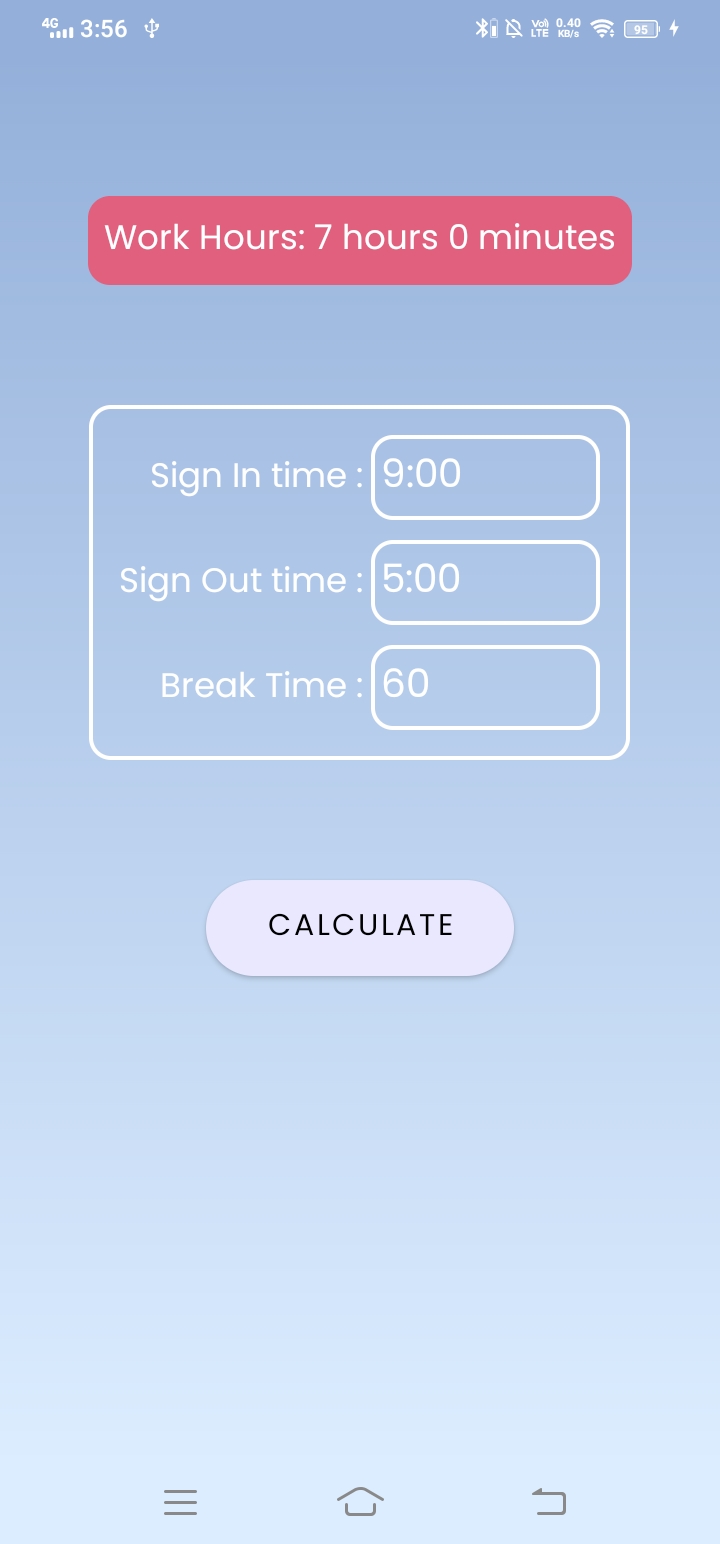 4G 3:56 Vo) LTE 0.40 KB/s 95
Work Hours: 7 hours 0 minutes
Sign In time : 9:00
Sign Out time : 5:00
Break Time : 60
CALCULATE